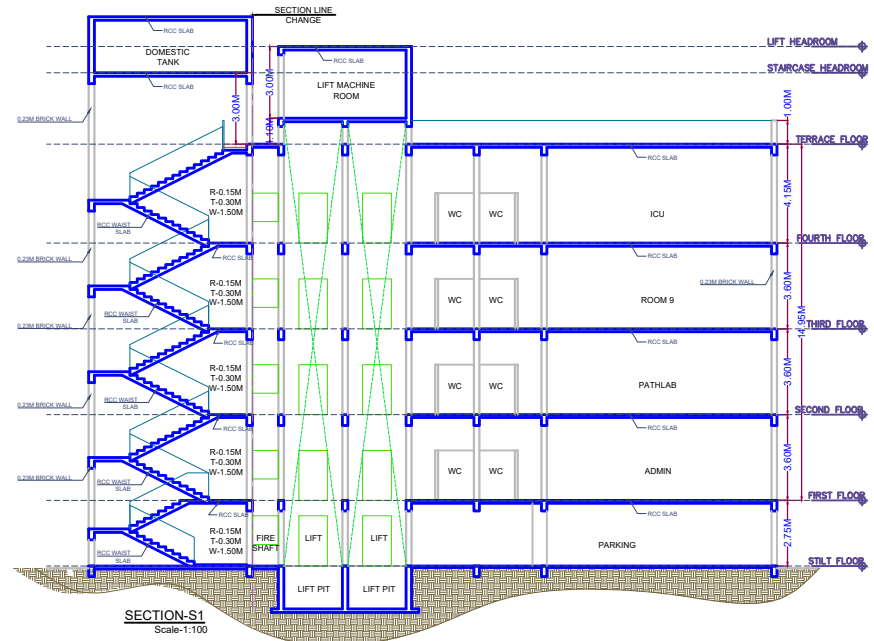 SECTION LINE
CHANGE
RCC SLAB
DOMESTIC
TANK
RCC SLAB
LIFT HEADROOM
RCC SLAB
STAIRCASE HEADROOM
3.00M
3.00M
LIFT MACHINE
ROOM
0.23M BRICK WALL
1.00M
.10M
TERRACE FLOOR
RCC SLAB
R-0.15M
T-0.30M
W-1.50M
4.15M
WC
WC
ICU
RCC WAIST
SLAB
FOURTH FLOOR
0.23M BRICK WALL
RCC SLAB
RCC SLAB
R-0.15M
T-0.30M
W-1.50M
0.23M BRICK WALL
3.60M
WC
WC
ROOM 9
RCC WAIST
SLAB
14.95M
0.23M BRICK WALL
THIRD FLOOR
RCC SLAB
RCC SLAB
R-0.15M
T-0.30M
W-1.50M
3.60M
WC
WC
PATHLAB
RCC WAIST
SLAB
0.23M BRICK WALL
SECOND FLOOR
RCC SLAB
RCC SLAB
R-0.15M
T-0.30M
W-1.50M
3.60M
WC
WC
ADMIN
0.23M BRICK WALL
RCC WAIST
SLAB
FIRST FLOOR
RCC SLAB
RCC SLAB
R-0.15M
T-0.30M
W-1.50M
2.75M
FIRE
SHAFT
LIFT
LIFT
PARKING
RCC WAIST
SLAB
STILT FLOOR
LIFT PIT
LIFT PIT
SECTION-S1
Scale-1:100